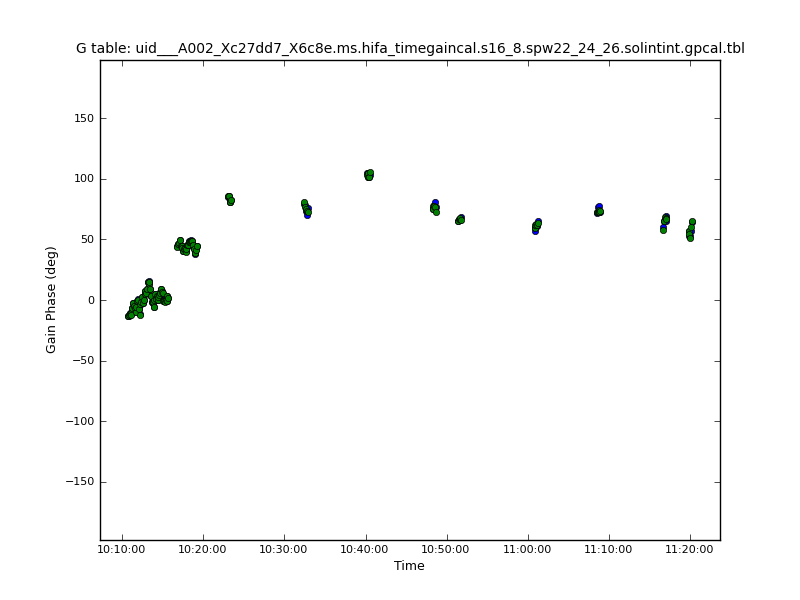 G table: uid___A002_Xc27dd7_X6c8e.ms.hifa_timegaincal.s16_8.spw22_24_26.solintint.gpcal.tbl
Gain Phase (deg)
150
100
50
0
−50
−100
−150
10:10:00 10:20:00 10:30:00 10:40:00 10:50:00 11:00:00 11:10:00 11:20:00
Time